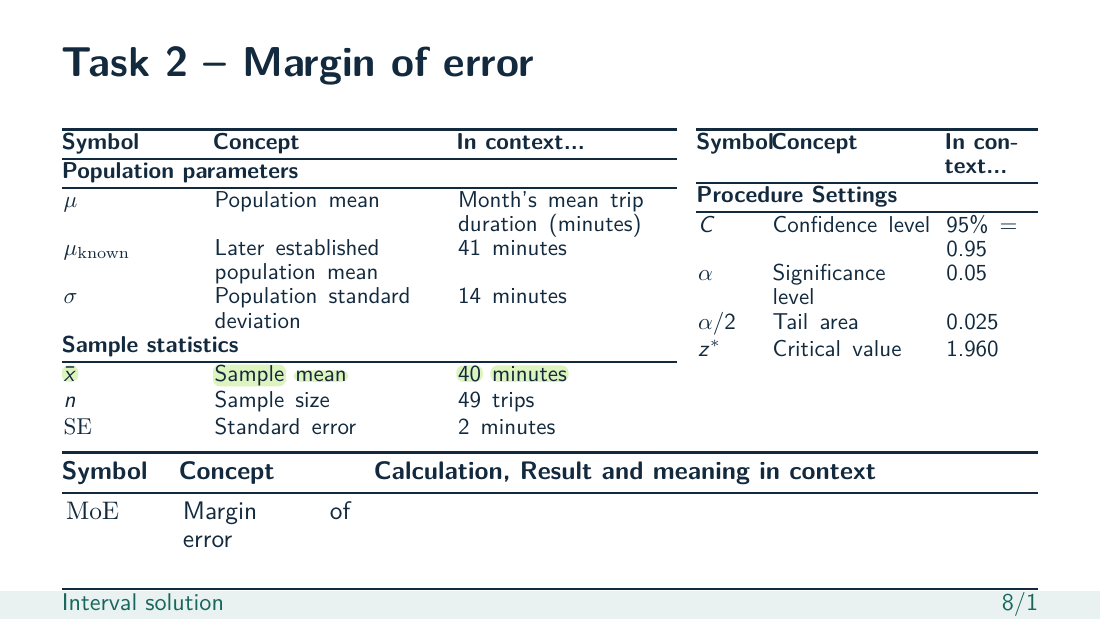 Task 2 – Margin of error
Symbol Concept In context...
Population parameters
μ Population mean Month's mean trip
duration (minutes)
μknown Later established 41 minutes
population mean
σ Population standard 14 minutes
deviation
Sample statistics
x̄ Sample mean 40 minutes
n Sample size 49 trips
SE Standard error 2 minutes
Symbol Concept In con-
text...
Procedure Settings
C Confidence level 95% =
0.95
α Significance 0.05
level
α/2 Tail area 0.025
z* Critical value 1.960
Symbol Concept Calculation, Result and meaning in context
MoE Margin of
error
Interval solution 8/1